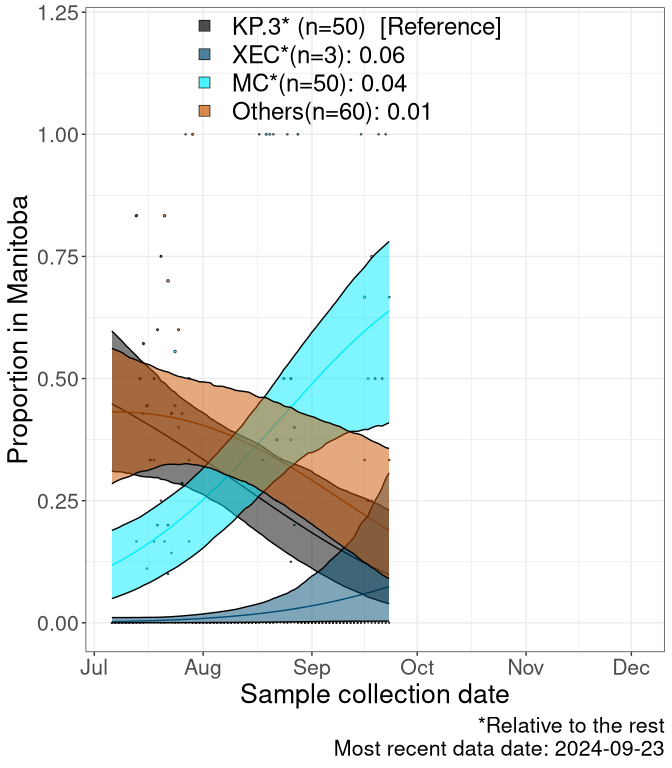 KP.3* (n=50)  [Reference]
XEC*(n=3): 0.06
MC*(n=50): 0.04
Others(n=60): 0.01
Proportion in Manitoba
1.25
1.00
0.75
0.50
0.25
0.00
Jul Aug Sep Oct Nov Dec
Sample collection date
*Relative to the rest
Most recent data date: 2024-09-23